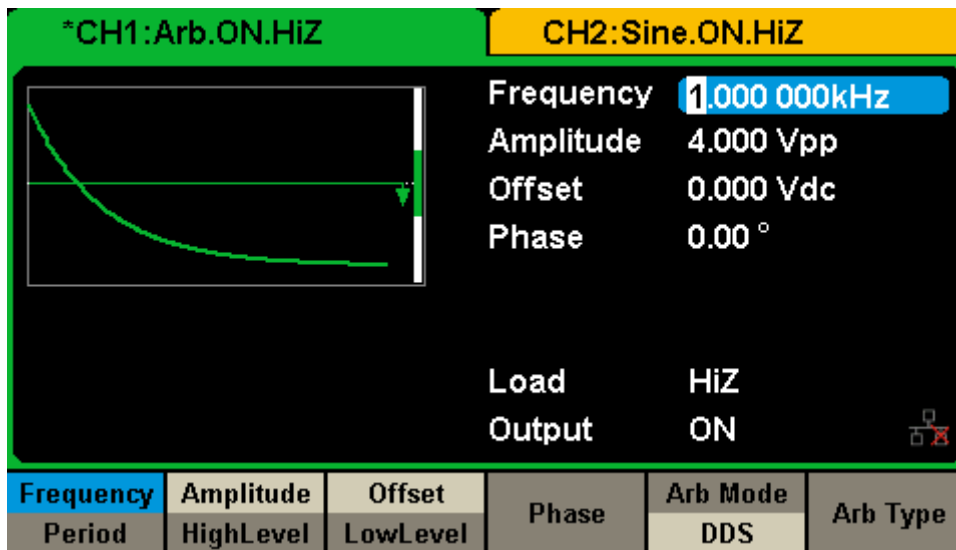 *CH1:Arb.ON.HiZ
CH2:Sine.ON.HiZ
Frequency 1.000 000kHz
Amplitude 4.000 Vpp
Offset 0.000 Vdc
Phase 0.00 °
Load HiZ
Output ON
Frequency Amplitude Offset Phase Arb Mode Arb Type
Period HighLevel LowLevel DDS